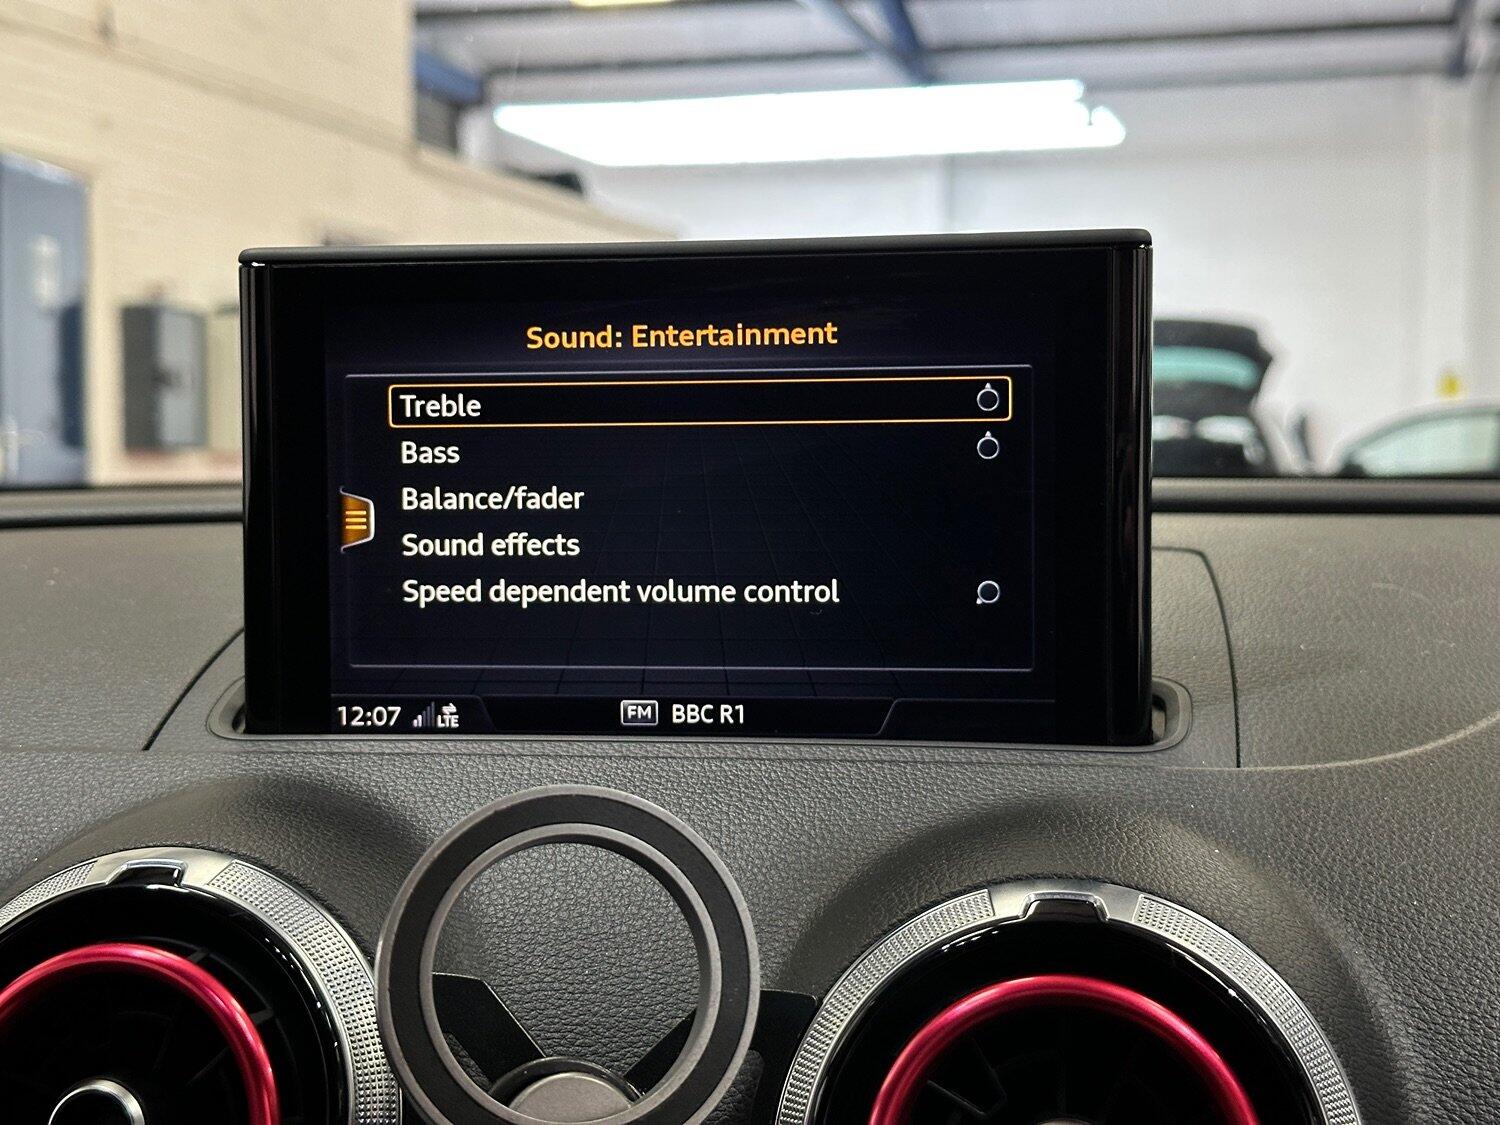 Sound: Entertainment
Treble
Bass
Balance/fader
Sound effects
Speed dependent volume control
12:07 LTE FM BBC R1